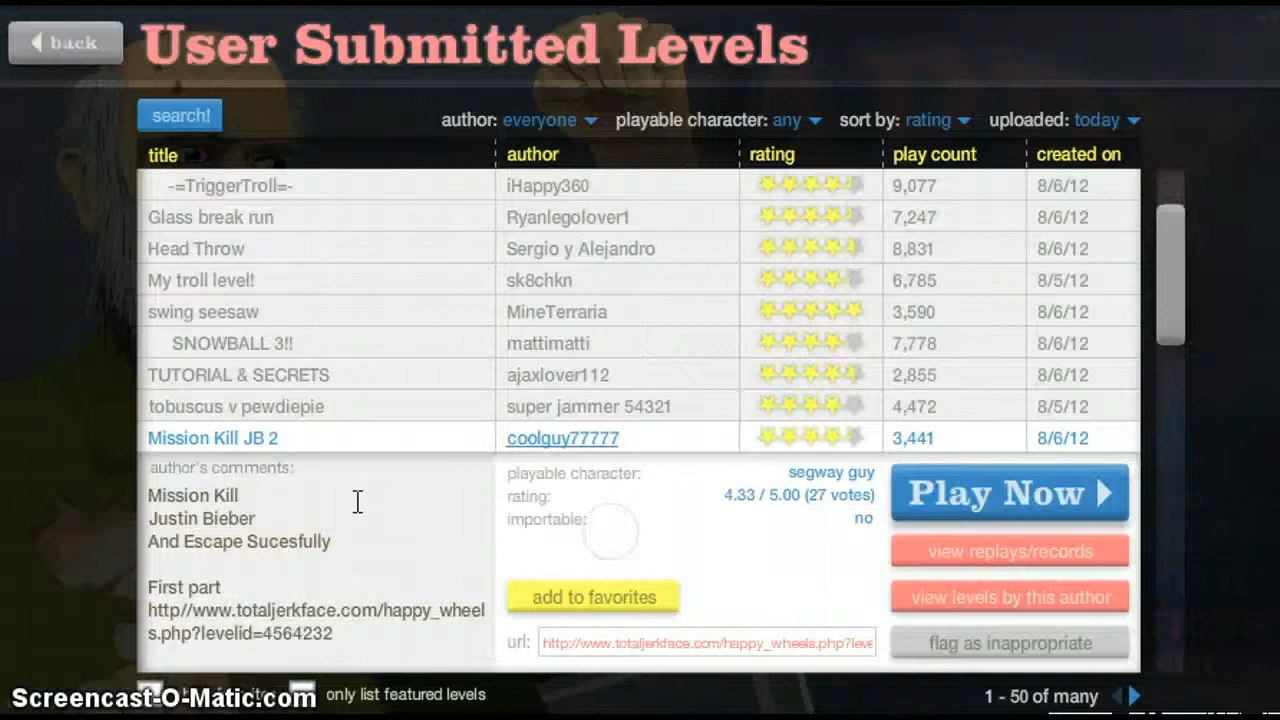 back
User Submitted Levels
search!
author: everyone playable character: any sort by: rating uploaded: today
title author rating play count created on
-=TriggerTroll=- iHappy360 9,077 8/6/12
Glass break run Ryanlegolover1 7,247 8/6/12
Head Throw Sergio y Alejandro 8,831 8/6/12
My troll level! sk8chkn 6,785 8/5/12
swing seesaw MineTerraria 3,590 8/6/12
SNOWBALL 3!! mattimatti 7,778 8/6/12
TUTORIAL & SECRETS ajaxlover112 2,855 8/6/12
tobuscus v pewdiepie super jammer 54321 4,472 8/5/12
Mission Kill JB 2 coolguy77777 3,441 8/6/12
author's comments:
Mission Kill
Justin Bieber
And Escape Sucesfully
First part
http//www.totaljerkface.com/happy_wheel
s.php?levelid=4564232
playable character: segway guy
rating: 4.33 / 5.00 (27 votes)
importable: no
add to favorites
url: http://www.totaljerkface.com/happy_wheels.php?leve
Play Now
view replays/records
view levels by this author
flag as inappropriate
Screencast-O-Matic.com
only list featured levels
1 - 50 of many